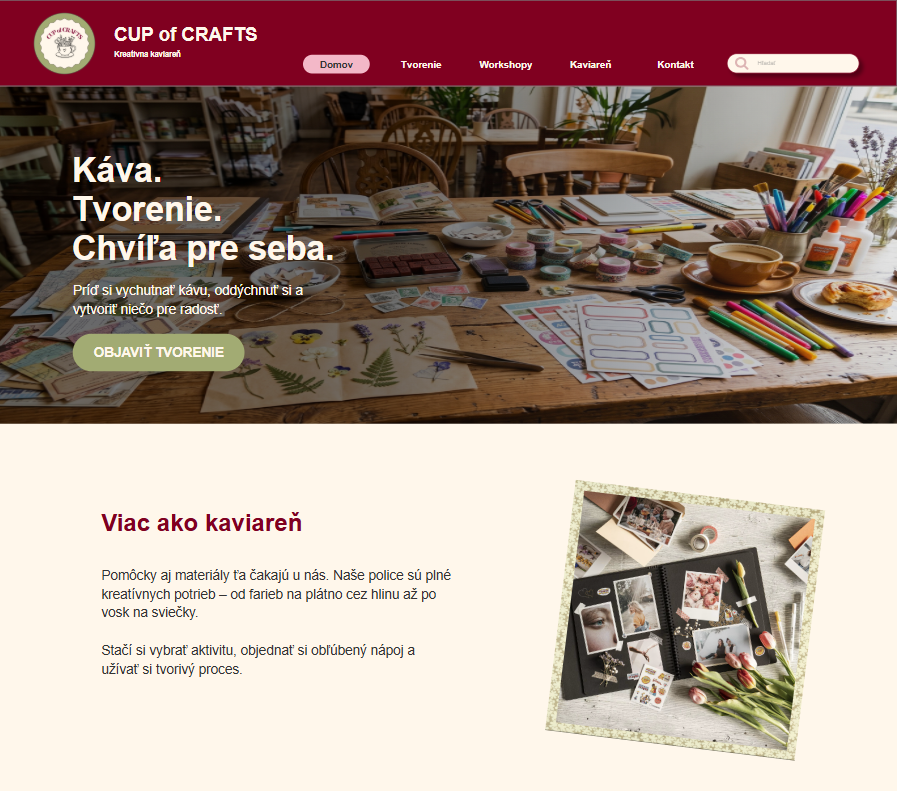 CUP of CRAFTS
CUP of CRAFTS
Kreatívna kaviareň
Domov
Tvorenie
Workshopy
Kaviareň
Kontakt
Hľadať
Káva.
Tvorenie.
Chvíľa pre seba.
Príď si vychutnať kávu, oddýchnuť si a
vytvoriť niečo pre radosť.
OBJAVIŤ TVORENIE
Viac ako kaviareň
Pomôcky aj materiály ťa čakajú u nás. Naše police sú plné
kreatívnych potrieb – od farieb na plátno cez hlinu až po
vosk na sviečky.
Stačí si vybrať aktivitu, objednať si obľúbený nápoj a
užívať si tvorivý proces.